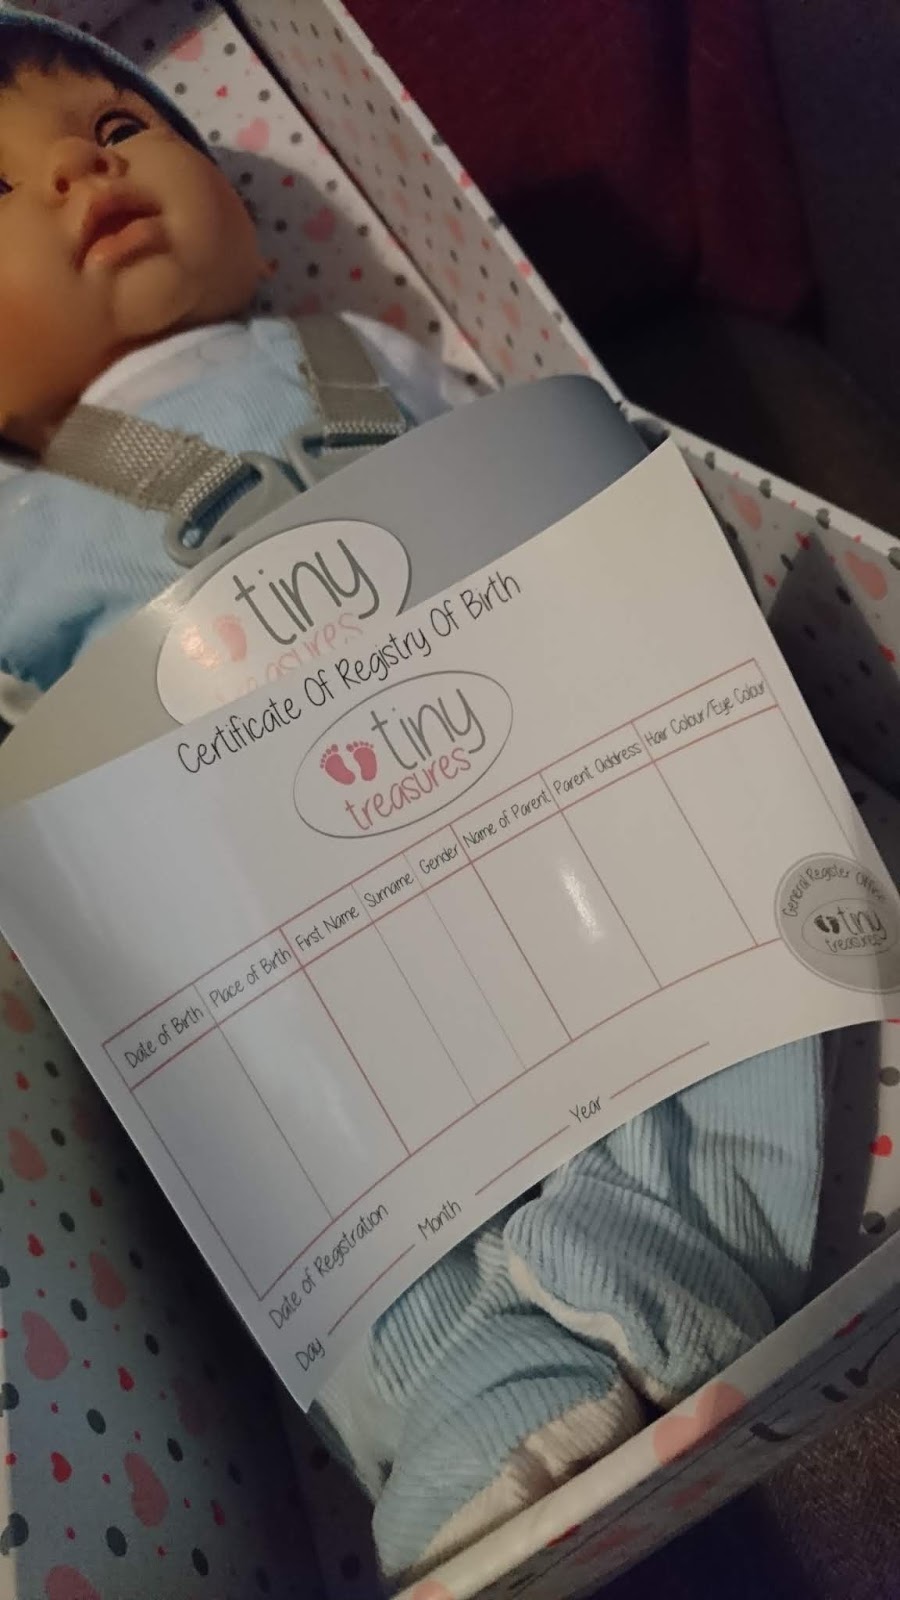 tiny
treasures
Certificate Of Registry Of Birth
tiny
treasures
Date of Birth Place of Birth First Name Surname Gender Name of Parent Parent Address Hair Colour/Eye Colour
General Register Office
tiny
treasures
Date of Registration
Day Month Year